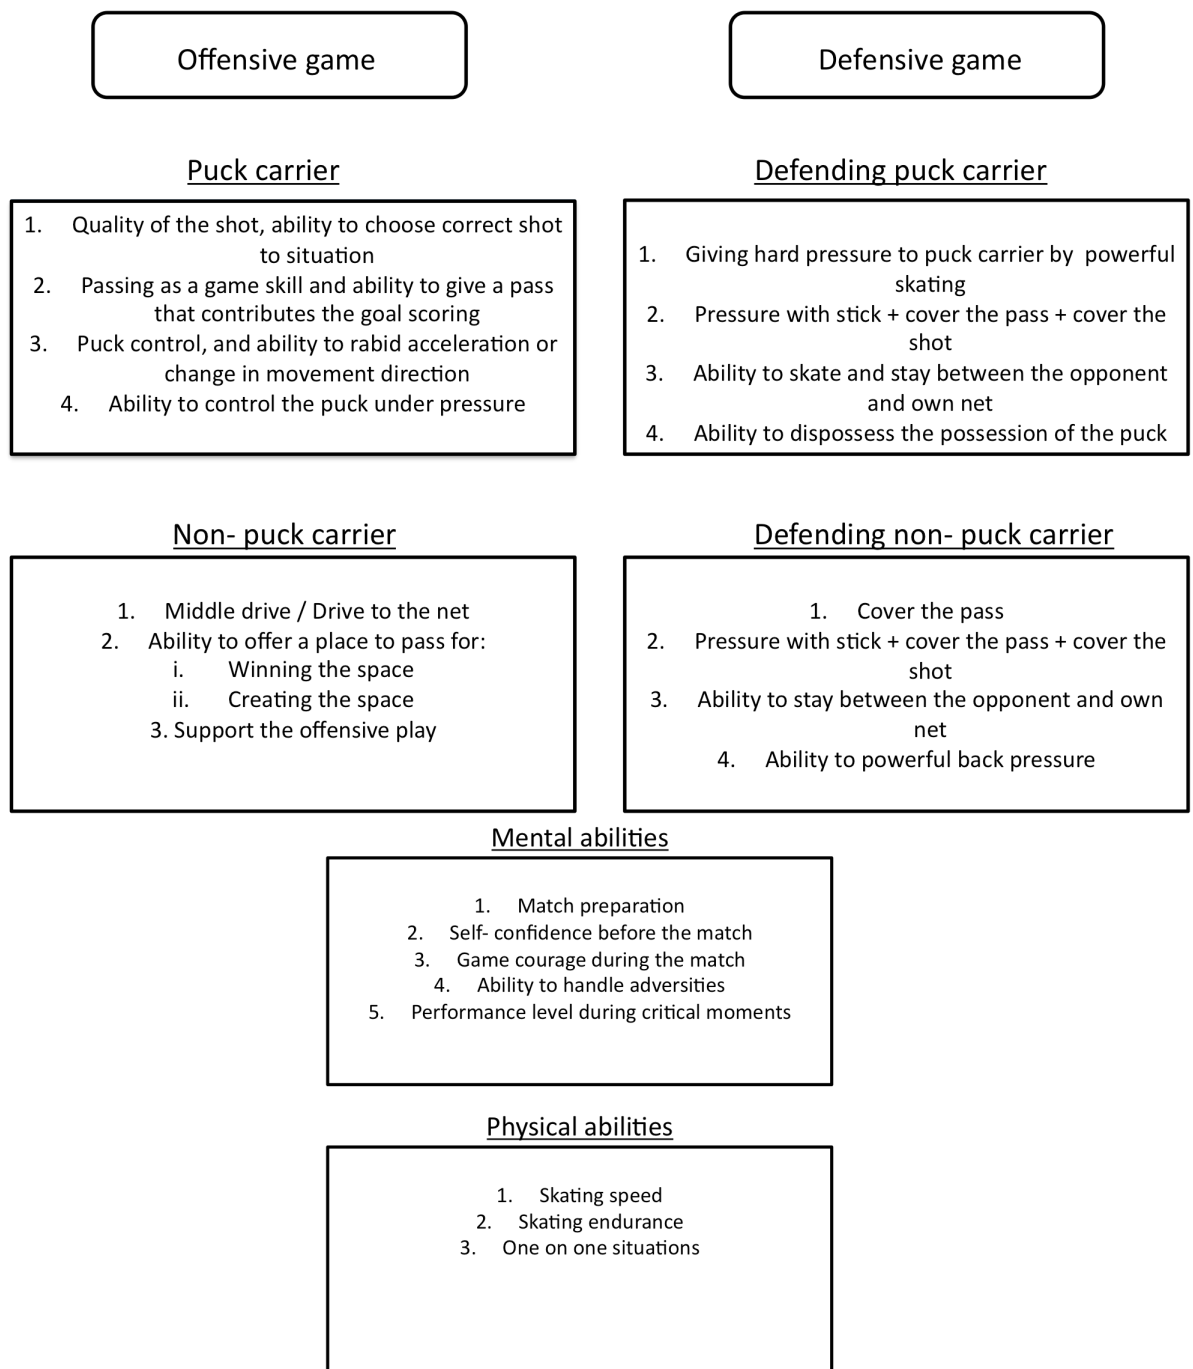 Offensive game
Defensive game
Puck carrier
1. Quality of the shot, ability to choose correct shot
to situation
2. Passing as a game skill and ability to give a pass
that contributes the goal scoring
3. Puck control, and ability to rabid acceleration or
change in movement direction
4. Ability to control the puck under pressure
Defending puck carrier
1. Giving hard pressure to puck carrier by powerful
skating
2. Pressure with stick + cover the pass + cover the
shot
3. Ability to skate and stay between the opponent
and own net
4. Ability to dispossess the possession of the puck
Non- puck carrier
1. Middle drive / Drive to the net
2. Ability to offer a place to pass for:
i. Winning the space
ii. Creating the space
3. Support the offensive play
Defending non- puck carrier
1. Cover the pass
2. Pressure with stick + cover the pass + cover the
shot
3. Ability to stay between the opponent and own
net
4. Ability to powerful back pressure
Mental abilities
1. Match preparation
2. Self- confidence before the match
3. Game courage during the match
4. Ability to handle adversities
5. Performance level during critical moments
Physical abilities
1. Skating speed
2. Skating endurance
3. One on one situations